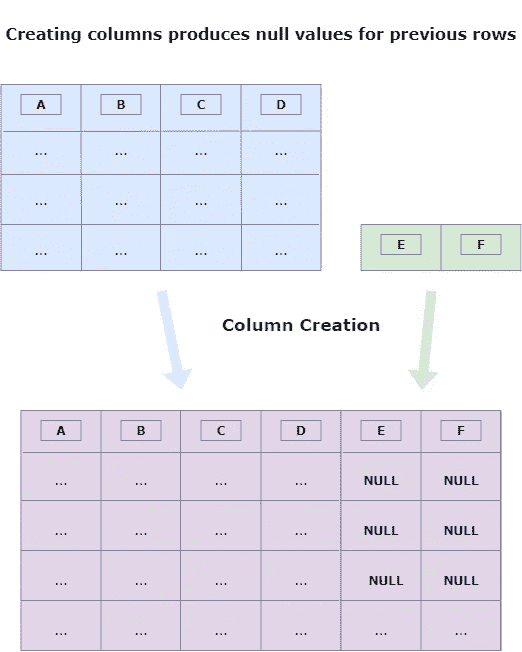 Creating columns produces null values for previous rows
A B C D
... ... ... ...
... ... ... ...
... ... ... ...
E F
Column Creation
A B C D E F
... ... ... ... NULL NULL
... ... ... ... NULL NULL
... ... ... ... NULL NULL
... ... ... ... ... ...